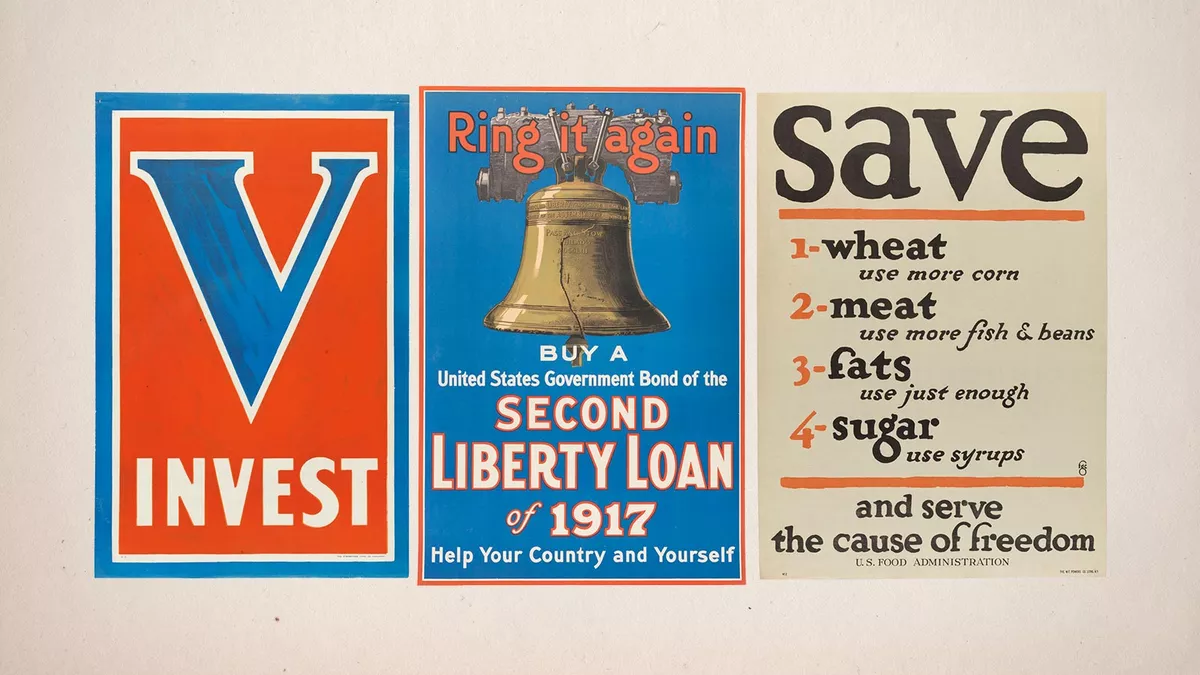 V
INVEST
Ring it again
BUY A
United States Government Bond of the
SECOND
LIBERTY LOAN
of 1917
Help Your Country and Yourself
save
1-wheat
use more corn
2-meat
use more fish & beans
3-fats
use just enough
4-sugar
use syrups
and serve
the cause of freedom
U.S. FOOD ADMINISTRATION